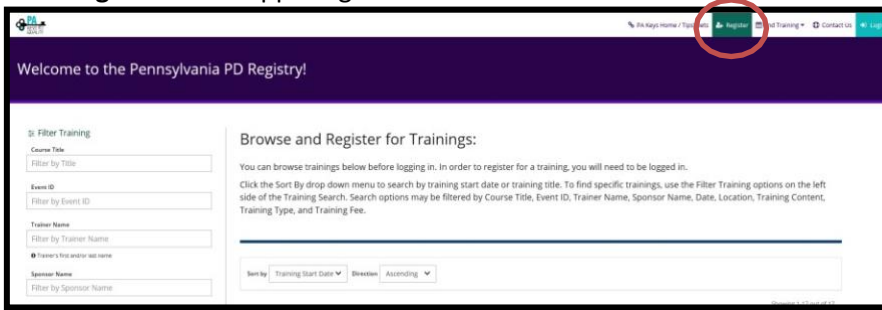 PA
PA Keys Home / Tip Register Find Training Contact Us Log
Welcome to the Pennsylvania PD Registry!
Filter Training
Course Title
Filter by Title
Event ID
Filter by Event ID
Trainer Name
Filter by Trainer Name
Trainer's first and/or last name
Sponsor Name
Filter by Sponsor Name
Browse and Register for Trainings:
You can browse trainings below before logging in. In order to register for a training, you will need to be logged in.
Click the Sort By drop down menu to search by training start date or training title. To find specific trainings, use the Filter Training options on the left
side of the Training Search. Search options may be filtered by Course Title, Event ID, Trainer Name, Sponsor Name, Date, Location, Training Content,
Training Type, and Training Fee.
Sort by Training Start Date Direction Ascending